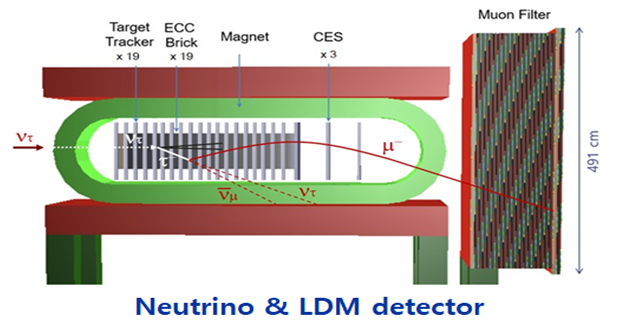 Target
Tracker
x 19
ECC
Brick
x 19
Magnet
CES
x 3
Muon Filter
ντ
ντ
τ⁻
μ⁻
ν̅μ
ντ
491 cm
Neutrino & LDM detector